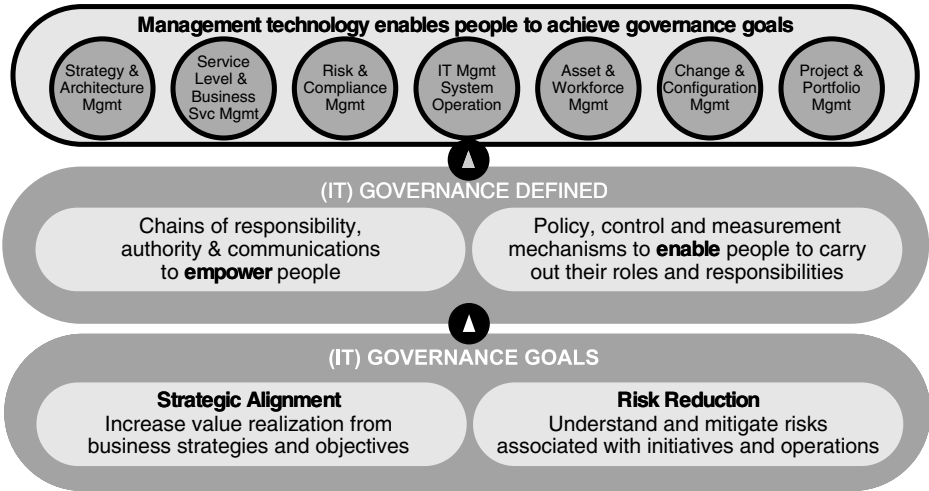 Management technology enables people to achieve governance goals
Strategy &
Architecture
Mgmt
Service
Level &
Business
Svc Mgmt
Risk &
Compliance
Mgmt
IT Mgmt
System
Operation
Asset &
Workforce
Mgmt
Change &
Configuration
Mgmt
Project &
Portfolio
Mgmt
(IT) GOVERNANCE DEFINED
Chains of responsibility,
authority & communications
to empower people
Policy, control and measurement
mechanisms to enable people to carry
out their roles and responsibilities
(IT) GOVERNANCE GOALS
Strategic Alignment
Increase value realization from
business strategies and objectives
Risk Reduction
Understand and mitigate risks
associated with initiatives and operations